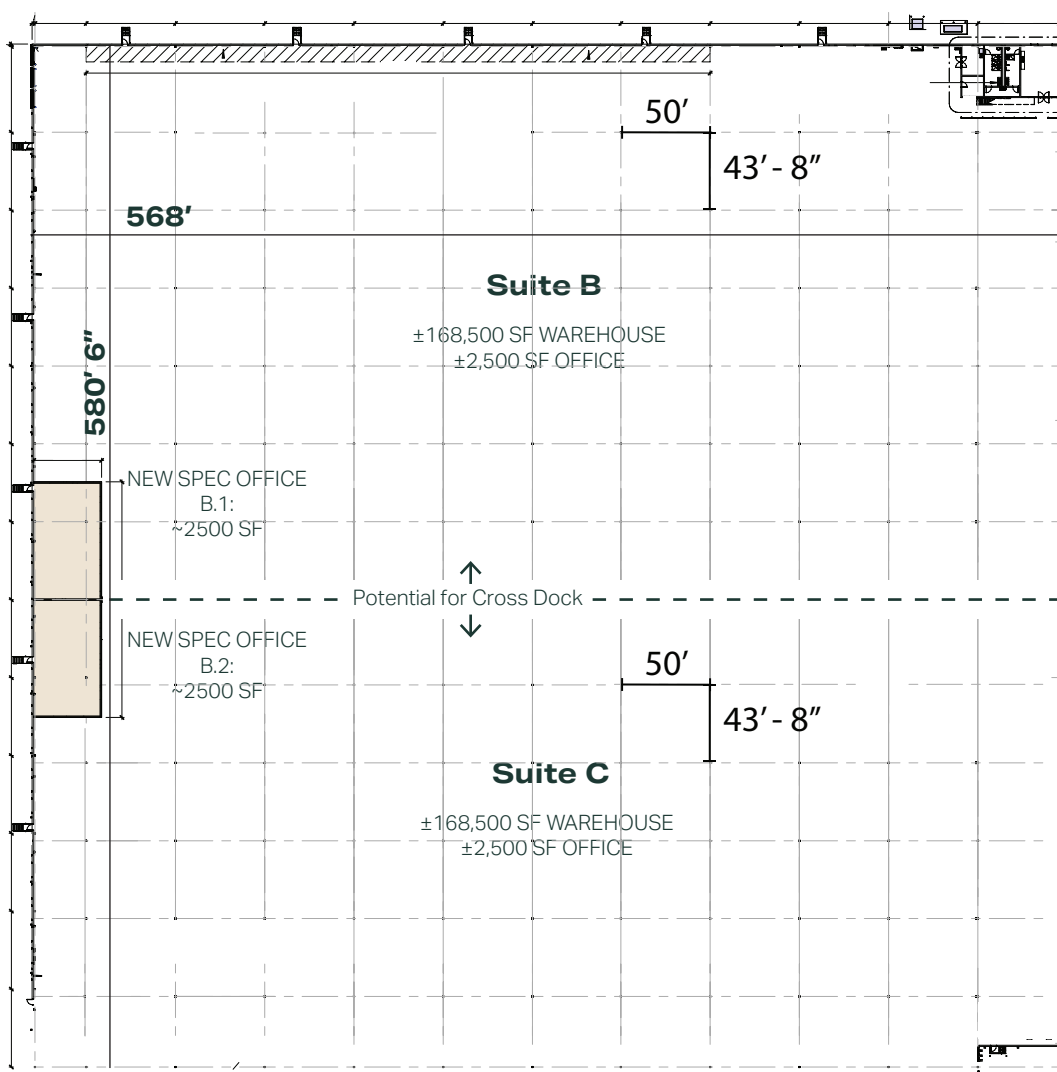 50’
43’ - 8”
568’
Suite B
±168,500 SF WAREHOUSE
±2,500 SF OFFICE
580’ 6”
NEW SPEC OFFICE
B.1:
~2500 SF
Potential for Cross Dock
NEW SPEC OFFICE
B.2:
~2500 SF
50’
43’ - 8”
Suite C
±168,500 SF WAREHOUSE
±2,500 SF OFFICE